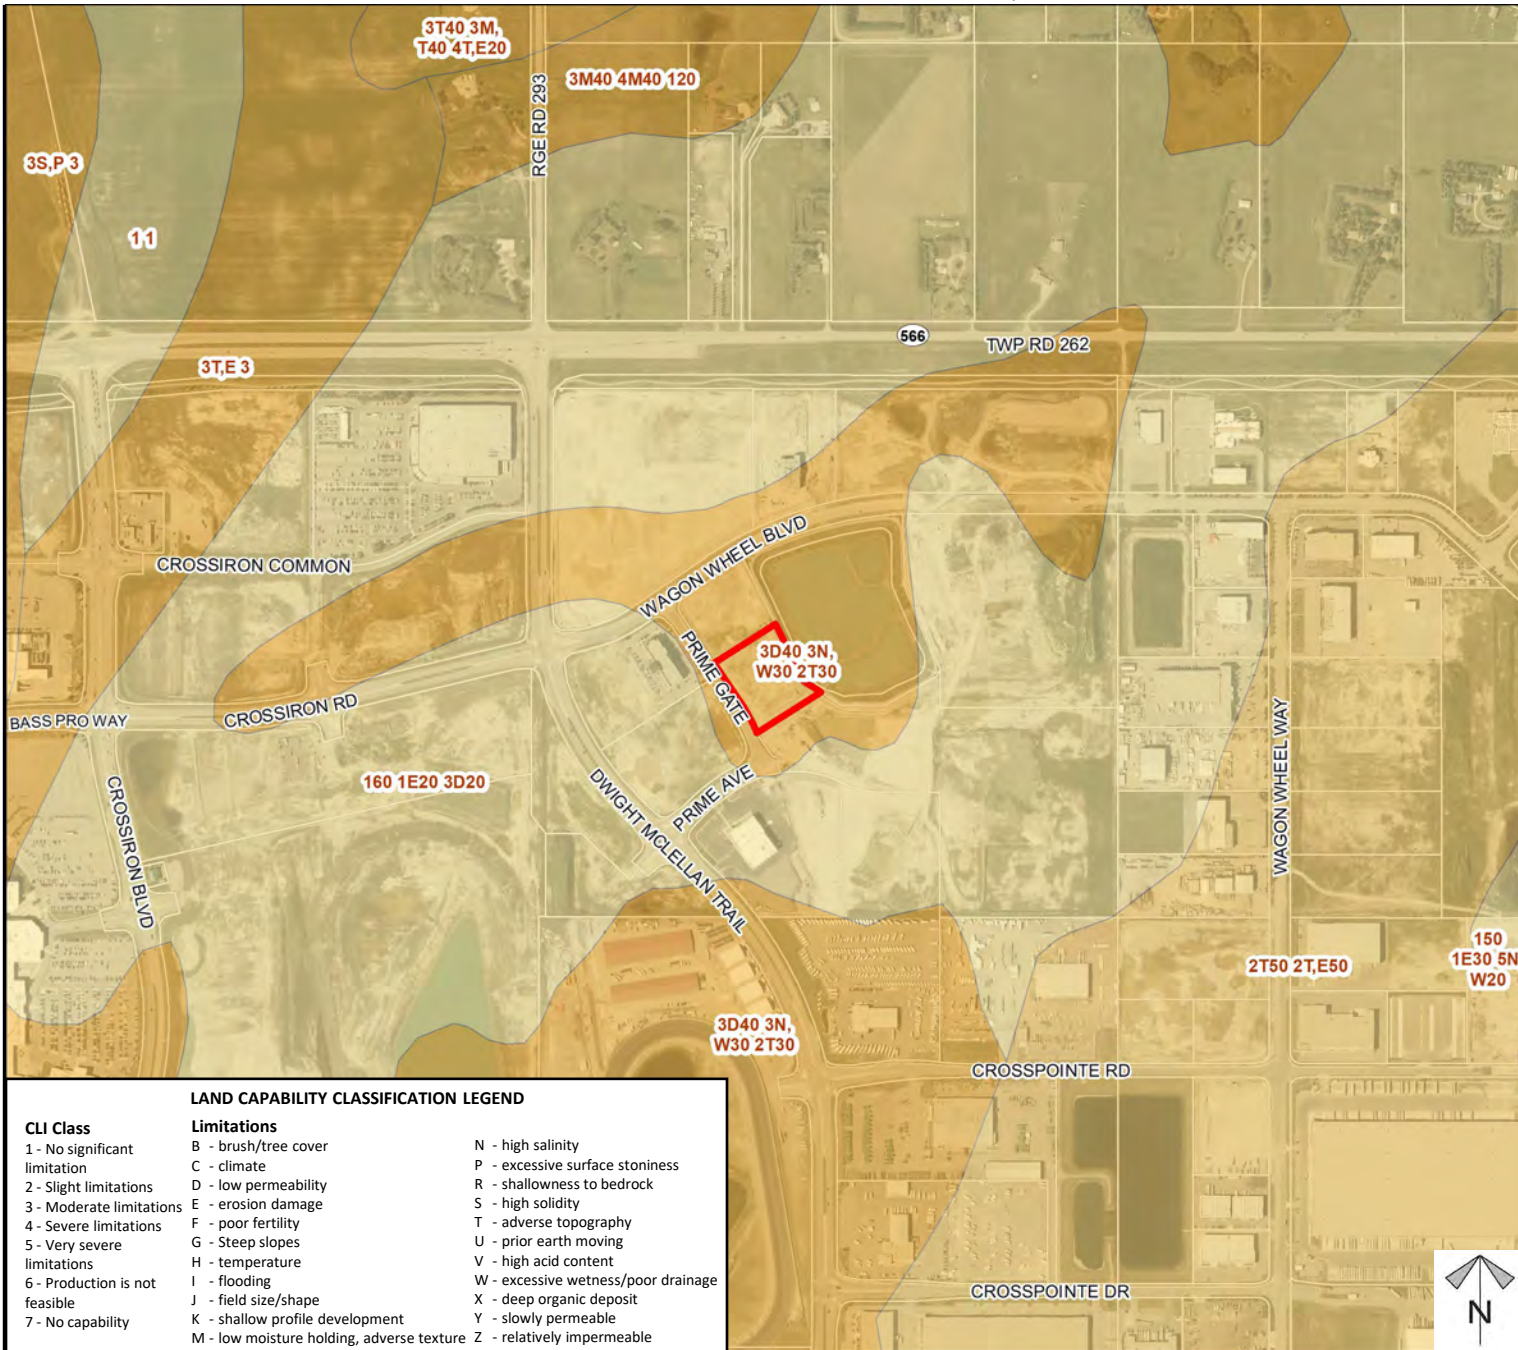 3T40 3M,
T40 4T,E20
3M40 4M40 120
RGE RD 293
3S,P 3
1 1
566
TWP RD 262
3T,E 3
CROSSIRON COMMON
WAGON WHEEL BLVD
PRIME GATE
3D40 3N,
W30 2T30
BASS PRO WAY
CROSSIRON RD
160 1E20 3D20
CROSSIRON BLVD
DWIGHT MCLELLAN TRAIL
PRIME AVE
WAGON WHEEL WAY
2T50 2T,E50
150
1E30 5N
W20
3D40 3N,
W30 2T30
CROSSPOINTE RD
CROSSPOINTE DR
N
LAND CAPABILITY CLASSIFICATION LEGEND
CLI Class
1 - No significant
limitation
2 - Slight limitations
3 - Moderate limitations
4 - Severe limitations
5 - Very severe
limitations
6 - Production is not
feasible
7 - No capability
Limitations
B - brush/tree cover
C - climate
D - low permeability
E - erosion damage
F - poor fertility
G - Steep slopes
H - temperature
I - flooding
J - field size/shape
K - shallow profile development
M - low moisture holding, adverse texture
N - high salinity
P - excessive surface stoniness
R - shallowness to bedrock
S - high solidity
T - adverse topography
U - prior earth moving
V - high acid content
W - excessive wetness/poor drainage
X - deep organic deposit
Y - slowly permeable
Z - relatively impermeable